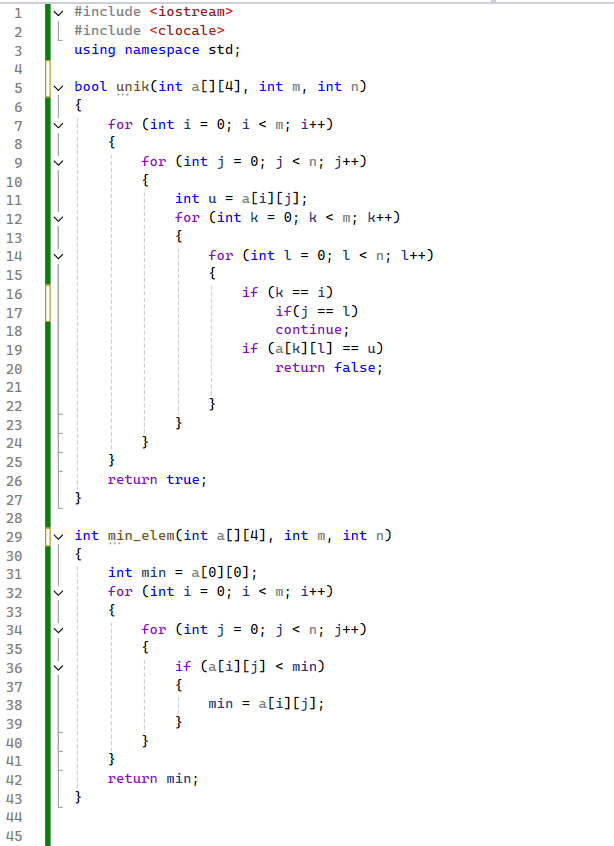 1 #include <iostream>
2 #include <clocale>
3 using namespace std;
4
5 bool unik(int a[][4], int m, int n)
6 {
7 for (int i = 0; i < m; i++)
8 {
9 for (int j = 0; j < n; j++)
10 {
11 int u = a[i][j];
12 for (int k = 0; k < m; k++)
13 {
14 for (int l = 0; l < n; l++)
15 {
16 if (k == i)
17 if(j == l)
18 continue;
19 if (a[k][l] == u)
20 return false;
21
22 }
23 }
24 }
25 }
26 return true;
27 }
28
29 int min_elem(int a[][4], int m, int n)
30 {
31 int min = a[0][0];
32 for (int i = 0; i < m; i++)
33 {
34 for (int j = 0; j < n; j++)
35 {
36 if (a[i][j] < min)
37 {
38 min = a[i][j];
39 }
40 }
41 }
42 return min;
43 }
44
45